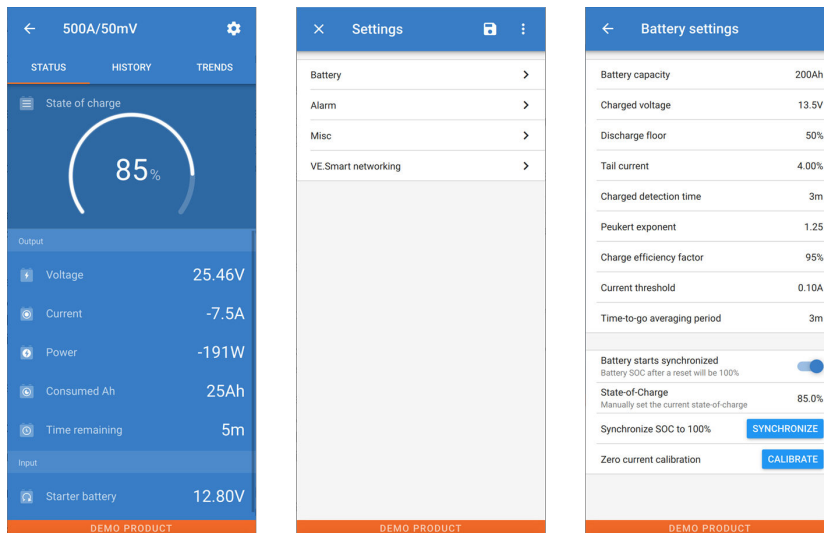 500A/50mV
STATUS HISTORY TRENDS
State of charge
85%
Output
Voltage 25.46V
Current -7.5A
Power -191W
Consumed Ah 25Ah
Time remaining 5m
Input
Starter battery 12.80V
DEMO PRODUCT
Settings
Battery
Alarm
Misc
VE.Smart networking
DEMO PRODUCT
Battery settings
Battery capacity 200Ah
Charged voltage 13.5V
Discharge floor 50%
Tail current 4.00%
Charged detection time 3m
Peukert exponent 1.25
Charge efficiency factor 95%
Current threshold 0.10A
Time-to-go averaging period 3m
Battery starts synchronized
Battery SOC after a reset will be 100%
State-of-Charge 85.0%
Manually set the current state-of-charge
Synchronize SOC to 100% SYNCHRONIZE
Zero current calibration CALIBRATE
DEMO PRODUCT